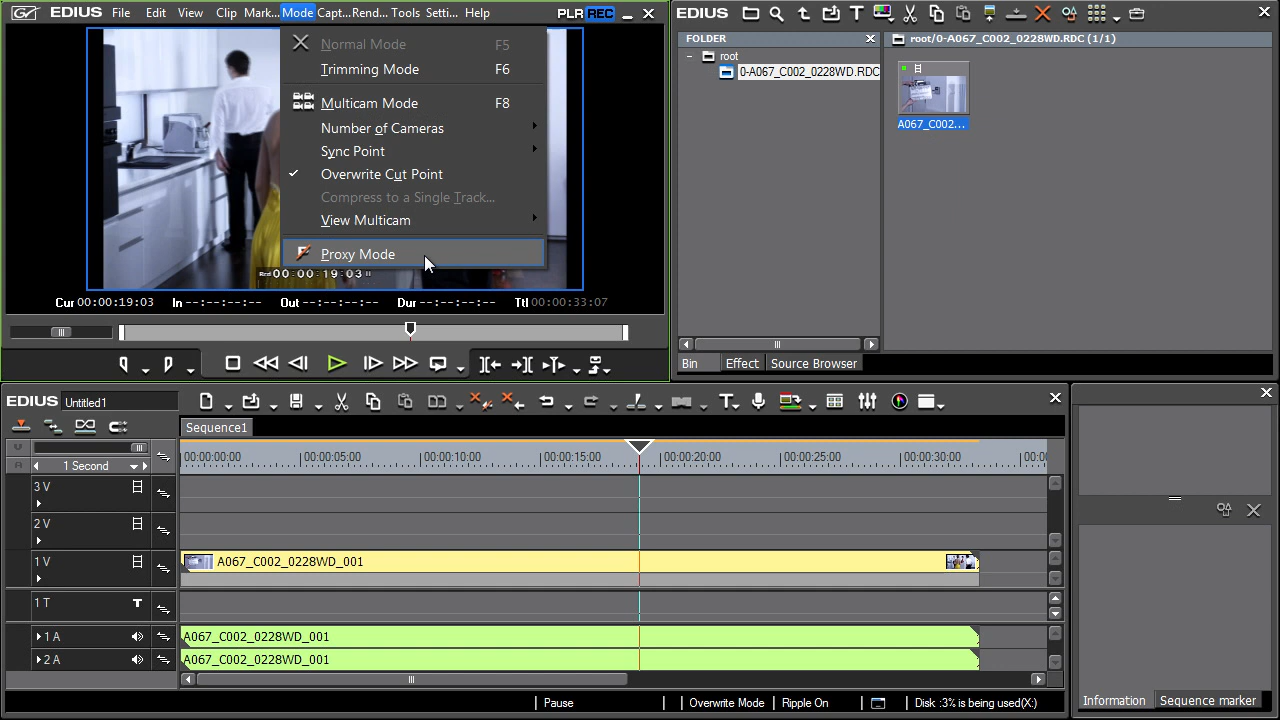 EDIUS File Edit View Clip Mark... Mode Capt... Rend... Tools Setti... Help PLR REC
Normal Mode F5
Trimming Mode F6
Multicam Mode F8
Number of Cameras
Sync Point
Overwrite Cut Point
Compress to a Single Track...
View Multicam
Proxy Mode
Rcd 00:00:19:03
Cur 00:00:19:03 In --:--:--:-- Out --:--:--:-- Dur --:--:--:-- Ttl 00:00:33:07
EDIUS
FOLDER
root
0-A067_C002_0228WD.RDC
root/0-A067_C002_0228WD.RDC (1/1)
A067_C002...
Bin Effect Source Browser
EDIUS Untitled1
Sequence1
1 Second
00:00:00:00 00:00:05:00 00:00:10:00 00:00:15:00 00:00:20:00 00:00:25:00 00:00:30:00 00:00
3 V
2 V
1 V A067_C002_0228WD_001
1 T T
1 A A067_C002_0228WD_001
2 A A067_C002_0228WD_001
Pause Overwrite Mode Ripple On Disk :3% is being used(X:)
Information Sequence marker